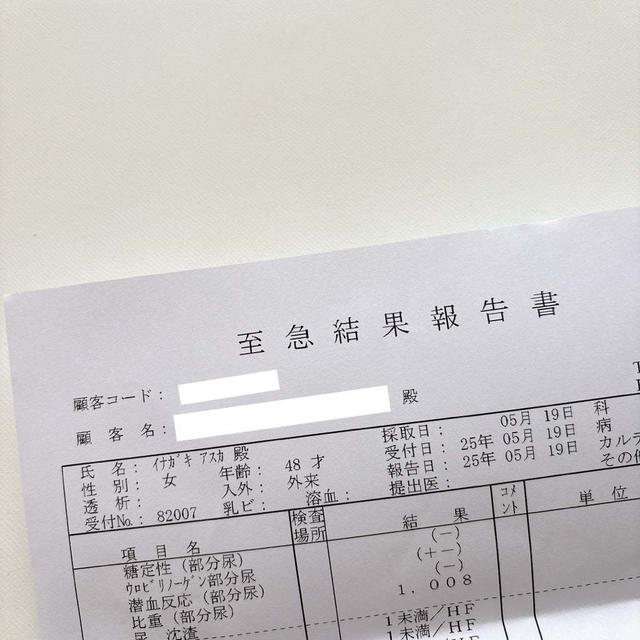 至急結果報告書
顧客コード：
顧客名： 殿
氏名： ｲﾅｶﾞｷ ｱｽｶ 殿
性別： 女 年齢： 48 才
透析： 入外： 外来
受付No.： 82007 乳ビ： 溶血：
採取日： 05月 19日 科
受付日： 25年 05月 19日 病
報告日： 25年 05月 19日 カルテ
提出医： その他
項目名 検査場所 結果 コメント 単位
糖定性（部分尿） (－)
ｳﾛﾋﾞﾘﾉｰｹﾞﾝ部分尿 (＋－)
潜血反応（部分尿） (－)
比重（部分尿） 1.008
尿 沈渣
1未満／HF
1未満／HF